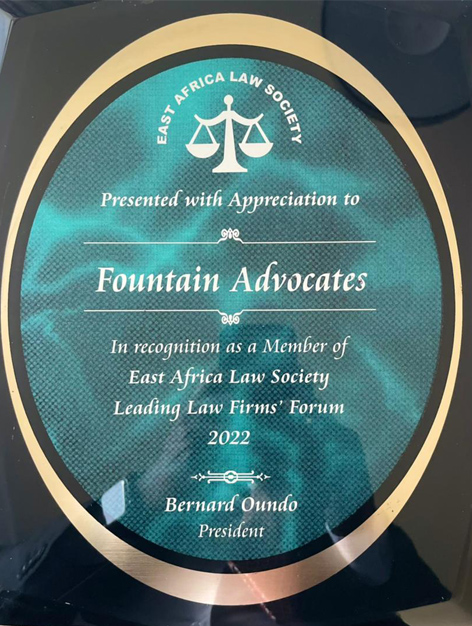 EAST AFRICA LAW SOCIETY
Presented with Appreciation to
Fountain Advocates
In recognition as a Member of
East Africa Law Society
Leading Law Firms' Forum
2022
Bernard Oundo
President